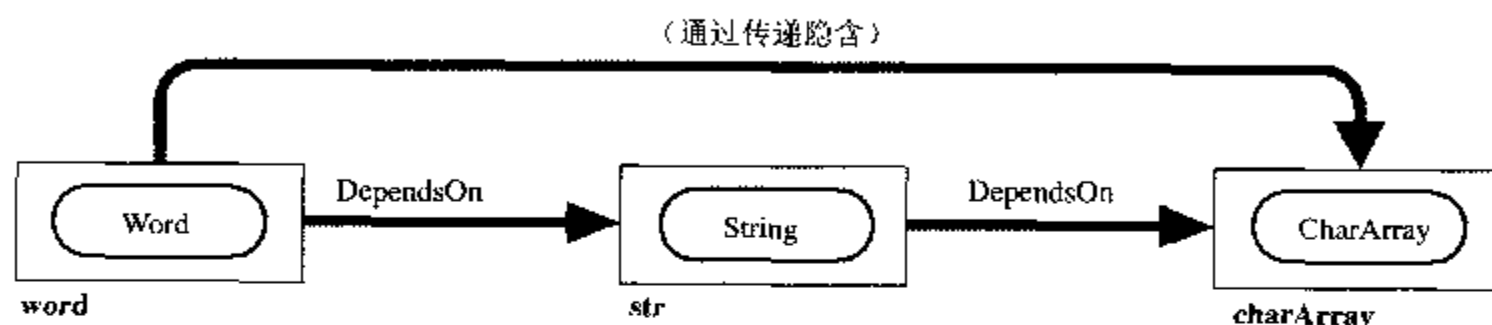 （通过传递隐含）
DependsOn
DependsOn
Word
String
CharArray
word
str
charArray